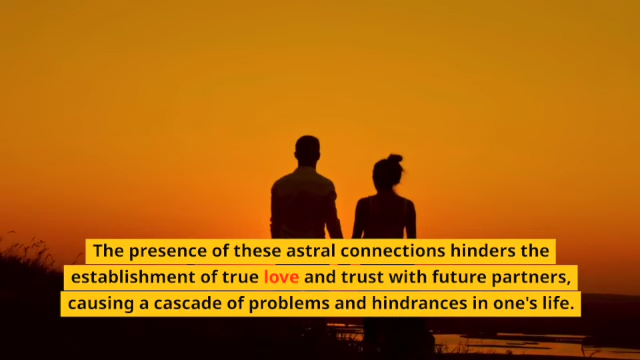 The presence of these astral connections hinders the
establishment of true love and trust with future partners,
causing a cascade of problems and hindrances in one's life.